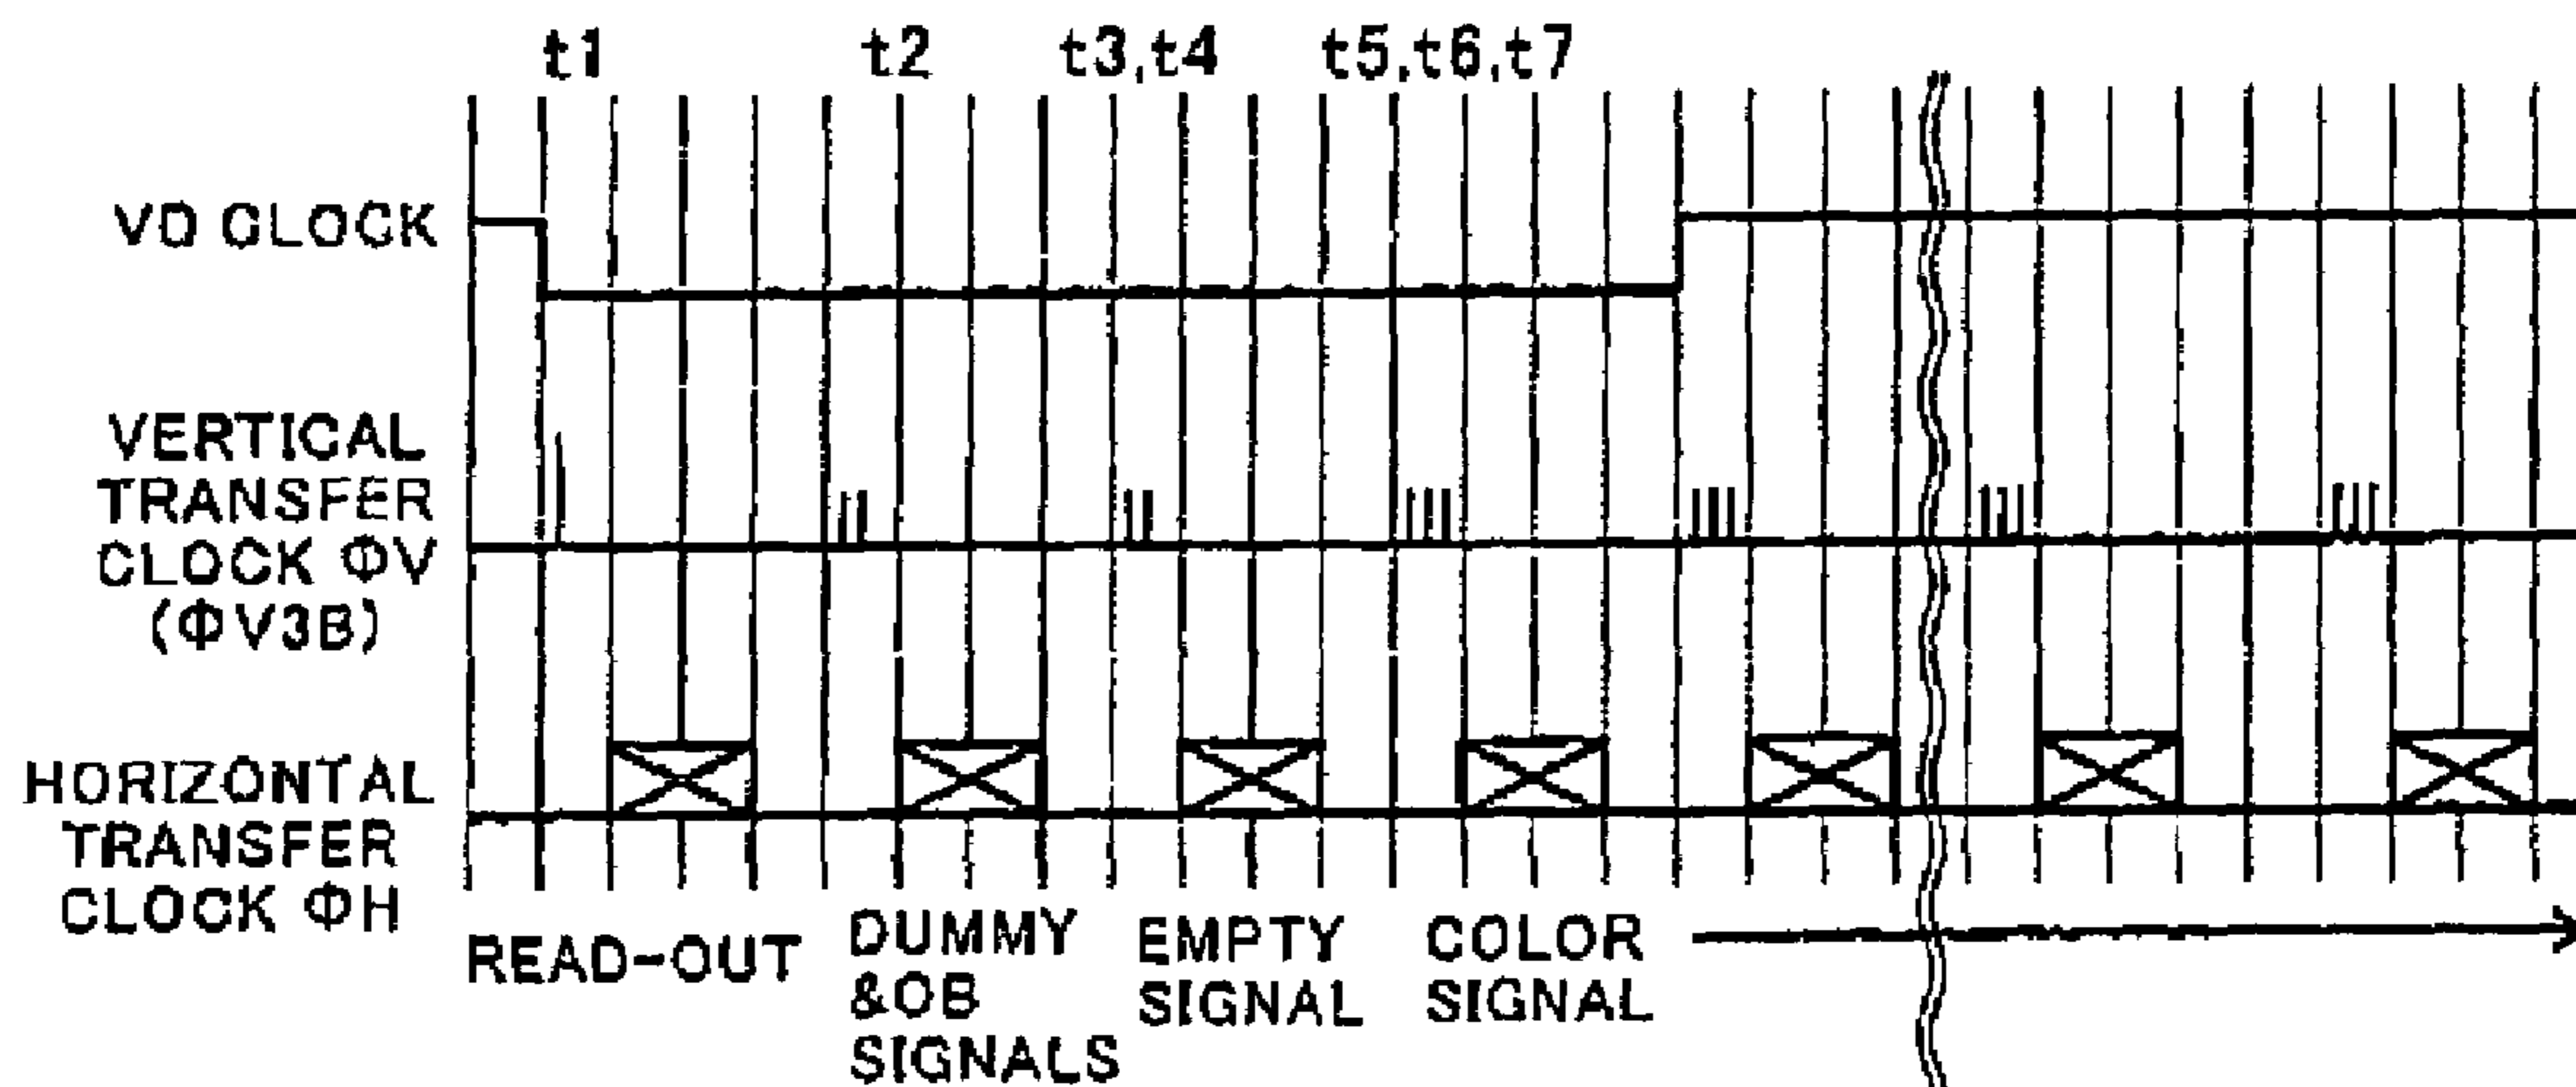 t1
t2
t3,t4
t5,t6,t7
VD CLOCK
VERTICAL
TRANSFER
CLOCK ΦV
(ΦV3B)
HORIZONTAL
TRANSFER
CLOCK ΦH
READ-OUT
DUMMY
&OB
SIGNALS
EMPTY
SIGNAL
COLOR
SIGNAL